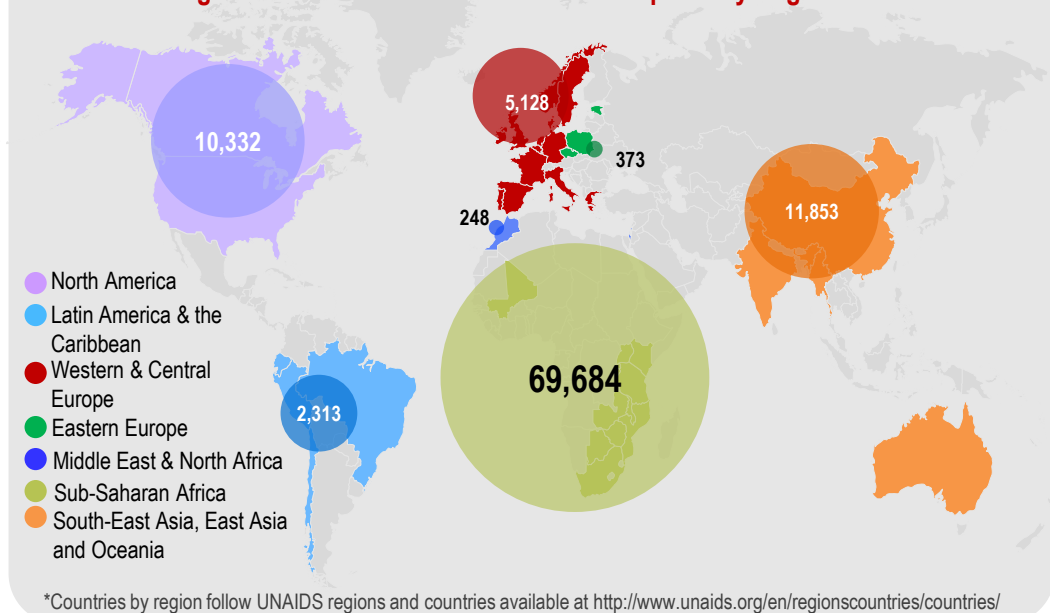 10,332
5,128
373
248
11,853
69,684
2,313
North America
Latin America & the
Caribbean
Western & Central
Europe
Eastern Europe
Middle East & North Africa
Sub-Saharan Africa
South-East Asia, East Asia
and Oceania
*Countries by region follow UNAIDS regions and countries available at http://www.unaids.org/en/regionscountries/countries/